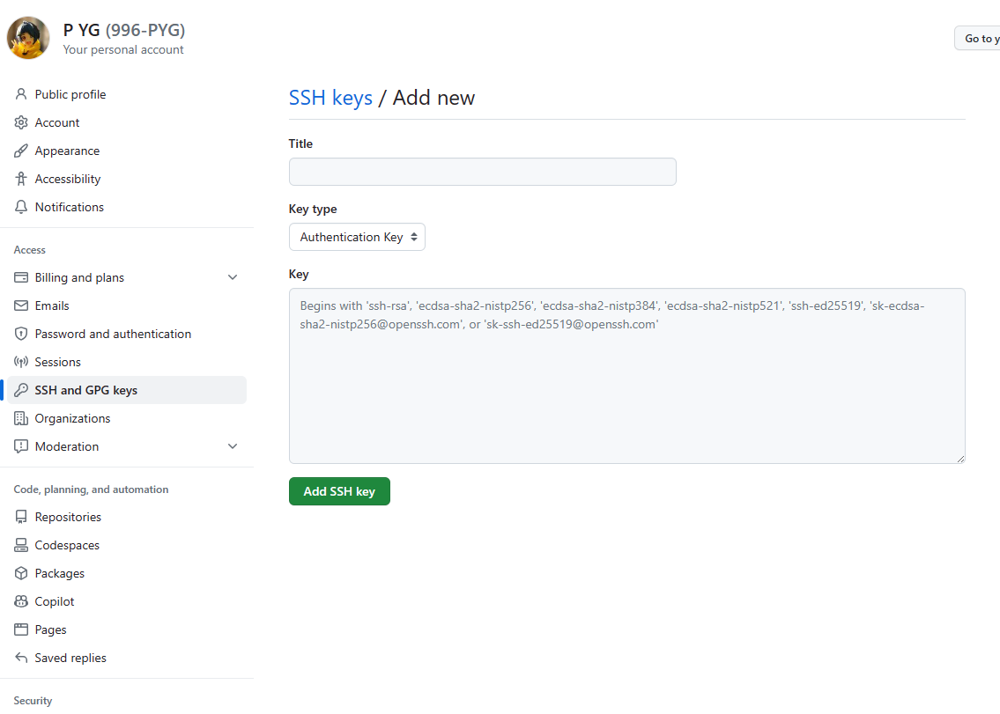 P YG (996-PYG)
Your personal account
Go to y
Public profile
Account
Appearance
Accessibility
Notifications
Access
Billing and plans
Emails
Password and authentication
Sessions
SSH and GPG keys
Organizations
Moderation
Code, planning, and automation
Repositories
Codespaces
Packages
Copilot
Pages
Saved replies
Security
SSH keys / Add new
Title
Key type
Authentication Key
Key
Begins with 'ssh-rsa', 'ecdsa-sha2-nistp256', 'ecdsa-sha2-nistp384', 'ecdsa-sha2-nistp521', 'ssh-ed25519', 'sk-ecdsa-
sha2-nistp256@openssh.com', or 'sk-ssh-ed25519@openssh.com'
Add SSH key